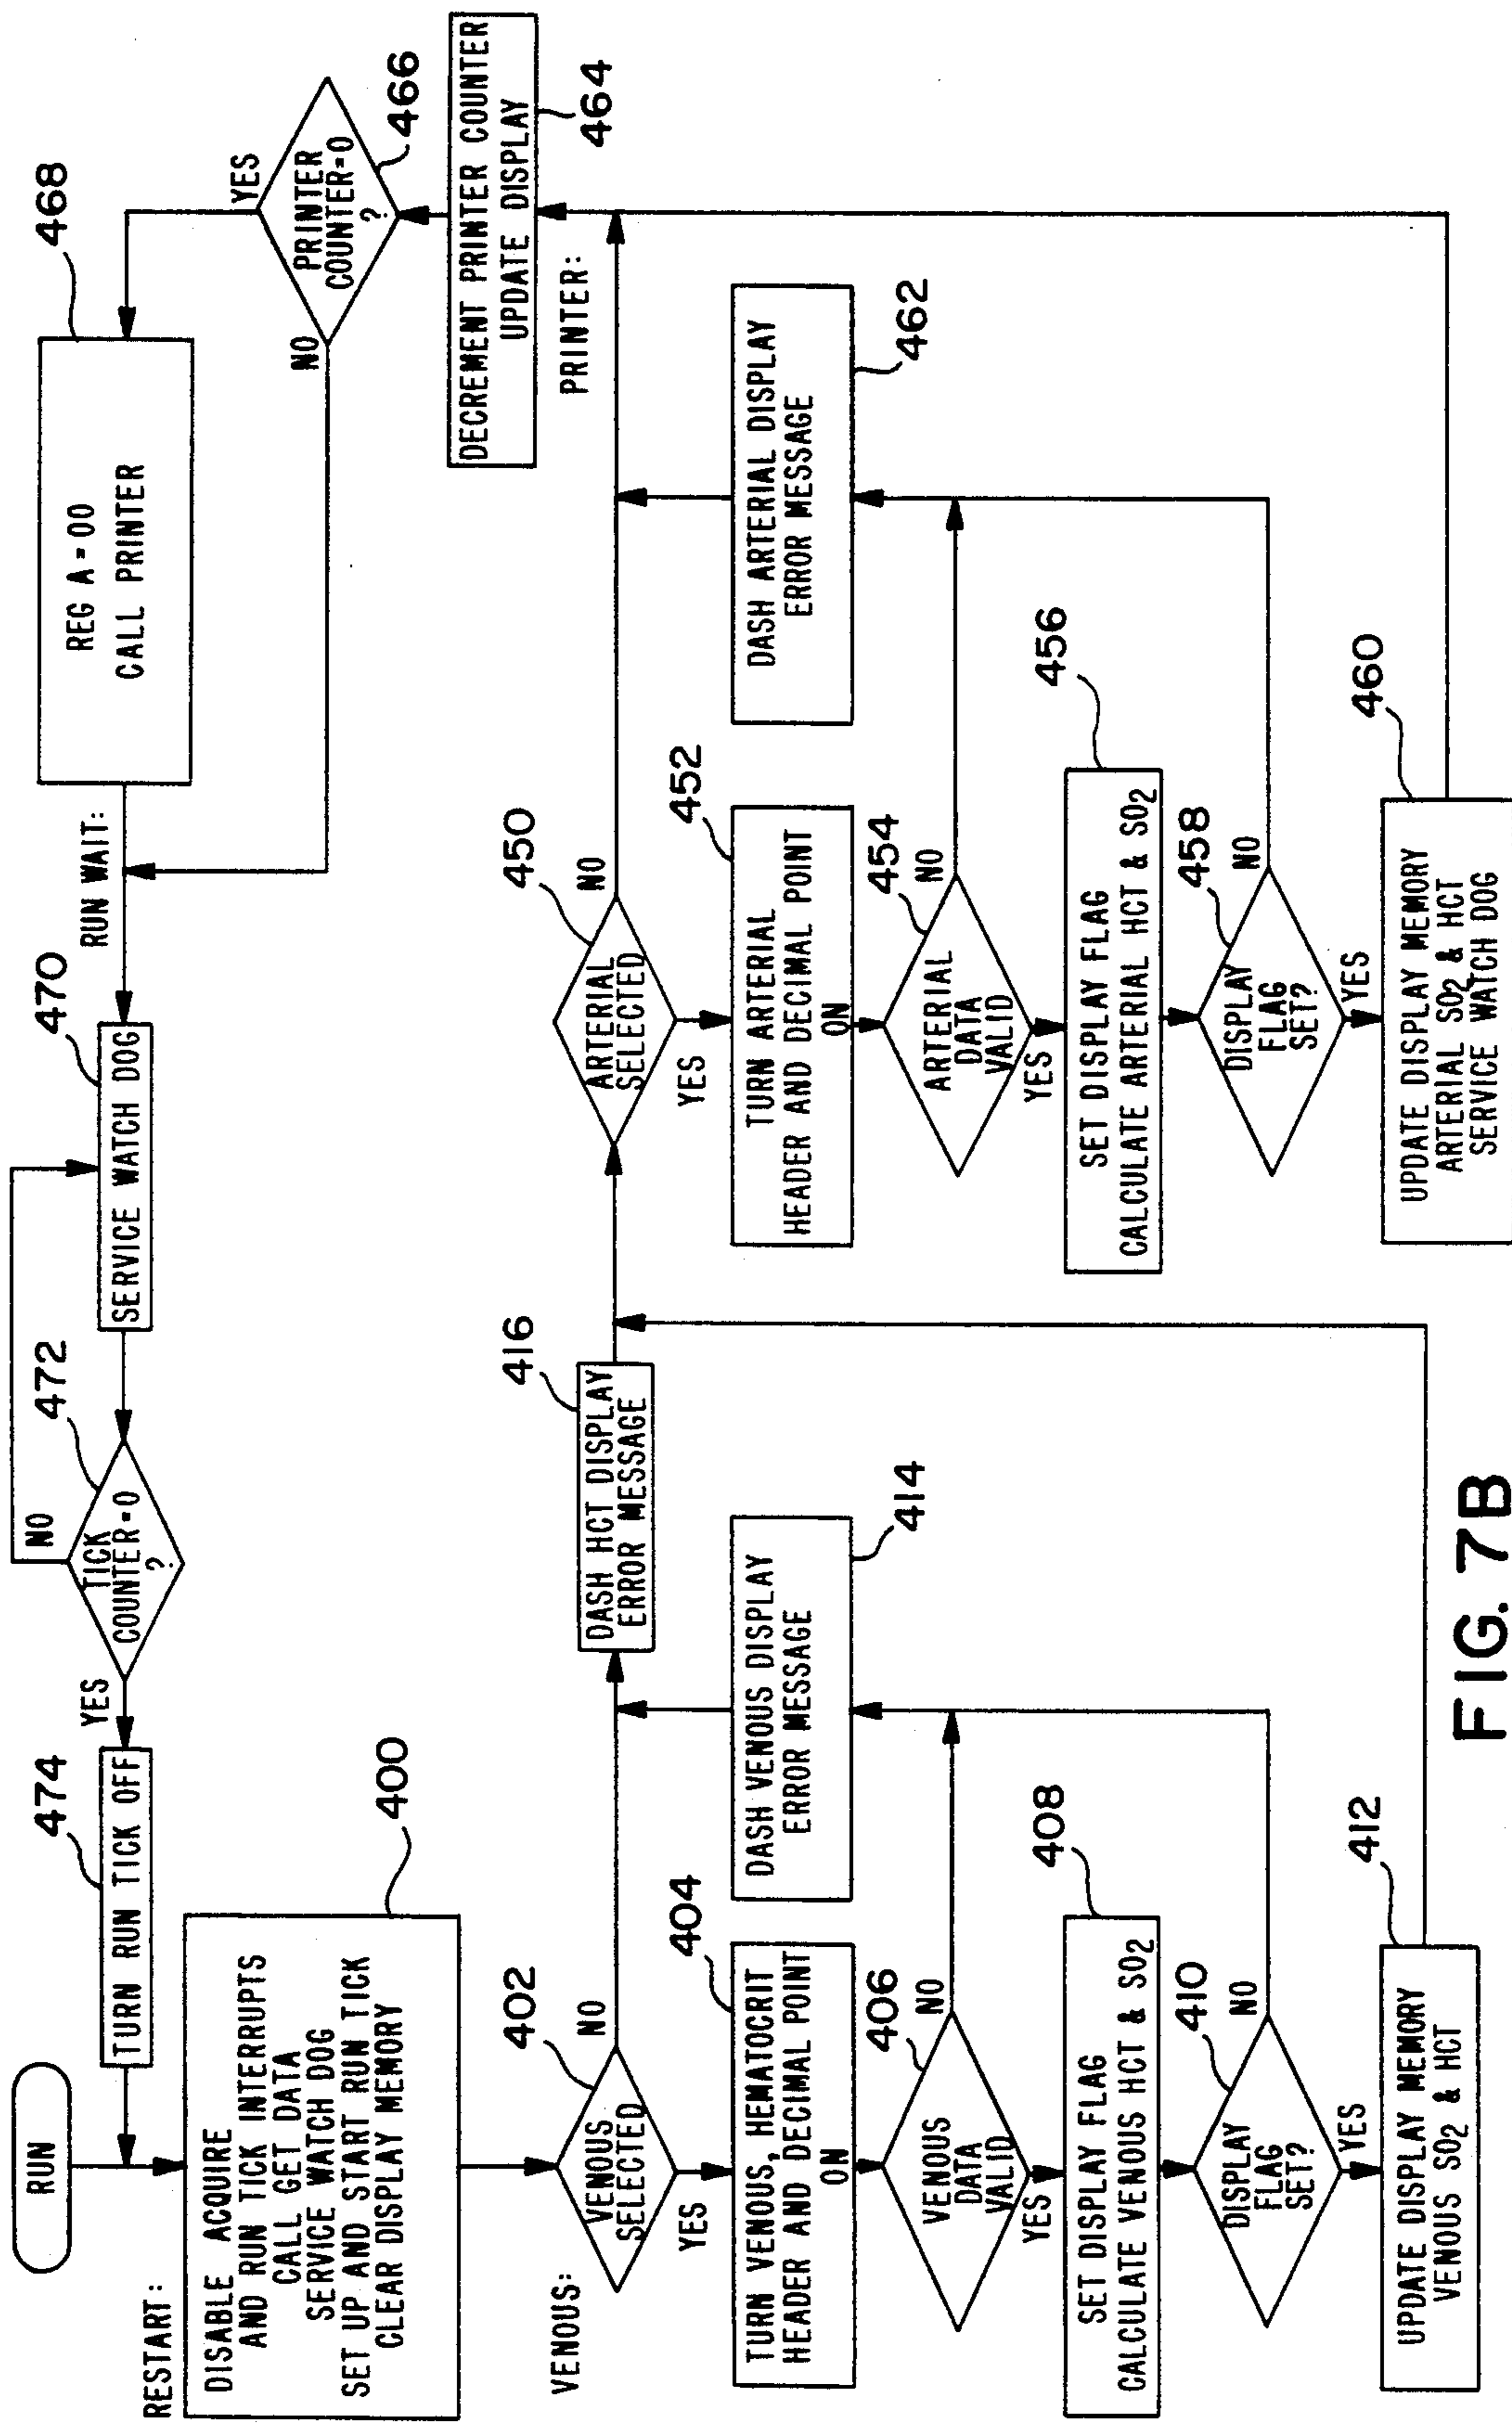 RUN
RESTART:
DISABLE ACQUIRE
AND RUN TICK INTERRUPTS
CALL GET DATA
SERVICE WATCH DOG
SET UP AND START RUN TICK
CLEAR DISPLAY MEMORY
400
474
TURN RUN TICK OFF
YES
TICK
COUNTER=0
?
NO
472
470
SERVICE WATCH DOG
RUN WAIT:
468
REG A = 00
CALL PRINTER
YES
PRINTER
COUNTER=0
?
NO
466
DECREMENT PRINTER COUNTER
UPDATE DISPLAY
464
PRINTER:
VENOUS:
402
VENOUS
SELECTED
NO
YES
404
TURN VENOUS, HEMATOCRIT
HEADER AND DECIMAL POINT
ON
406
VENOUS
DATA
VALID
NO
YES
408
SET DISPLAY FLAG
CALCULATE VENOUS HCT & SO2
410
DISPLAY
FLAG
SET?
NO
YES
412
UPDATE DISPLAY MEMORY
VENOUS SO2 & HCT
DASH VENOUS DISPLAY
ERROR MESSAGE
414
416
DASH HCT DISPLAY
ERROR MESSAGE
450
ARTERIAL
SELECTED
NO
YES
452
TURN ARTERIAL
HEADER AND DECIMAL POINT
ON
454
ARTERIAL
DATA
VALID
NO
YES
456
SET DISPLAY FLAG
CALCULATE ARTERIAL HCT & SO2
458
DISPLAY
FLAG
SET?
NO
YES
460
UPDATE DISPLAY MEMORY
ARTERIAL SO2 & HCT
SERVICE WATCH DOG
DASH ARTERIAL DISPLAY
ERROR MESSAGE
462
FIG. 7B